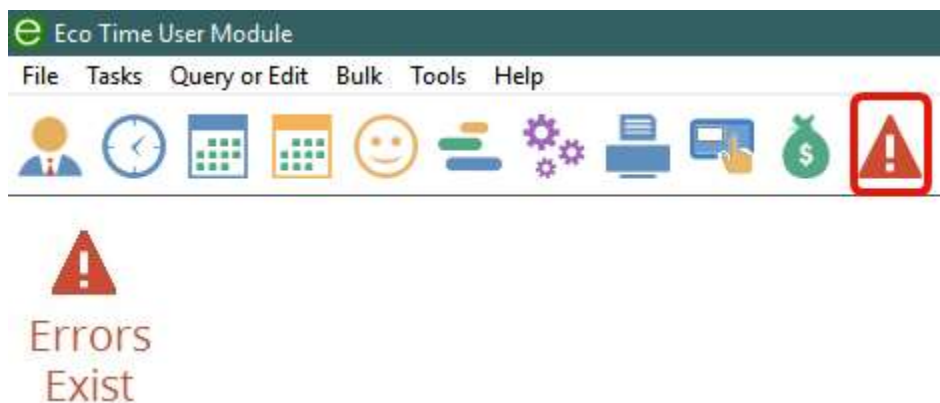 e Eco Time User Module
File Tasks Query or Edit Bulk Tools Help
$
Errors
Exist